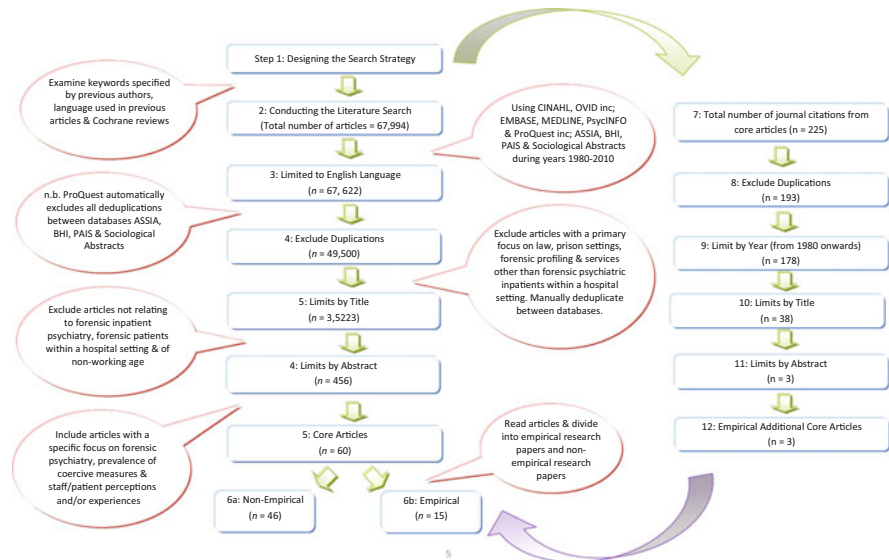 Step 1: Designing the Search Strategy
Examine keywords specified
by previous authors,
language used in previous
articles & Cochrane reviews
2: Conducting the Literature Search
(Total number of articles = 67,994)
Using CINAHL, OVID inc;
EMBASE, MEDLINE, PsycINFO
& ProQuest inc; ASSIA, BHI,
PAIS & Sociological Abstracts
during years 1980-2010
3: Limited to English Language
(n = 67, 622)
n.b. ProQuest automatically
excludes all deduplications
between databases ASSIA,
BHI, PAIS & Sociological
Abstracts
4: Exclude Duplications
(n = 49,500)
Exclude articles with a primary
focus on law, prison settings,
forensic profiling & services
other than forensic psychiatric
inpatients within a hospital
setting. Manually deduplicate
between databases.
5: Limits by Title
(n = 3,5223)
Exclude articles not relating
to forensic inpatient
psychiatry, forensic patients
within a hospital setting & of
non-working age
4: Limits by Abstract
(n = 456)
Include articles with a
specific focus on forensic
psychiatry, prevalence of
coercive measures &
staff/patient perceptions
and/or experiences
5: Core Articles
(n = 60)
Read articles & divide
into empirical research
papers and non-
empirical research
papers
6a: Non-Empirical
(n = 46)
6b: Empirical
(n = 15)
7: Total number of journal citations from
core articles (n = 225)
8: Exclude Duplications
(n = 193)
9: Limit by Year (from 1980 onwards)
(n = 178)
10: Limits by Title
(n = 38)
11: Limits by Abstract
(n = 3)
12: Empirical Additional Core Articles
(n = 3)
5